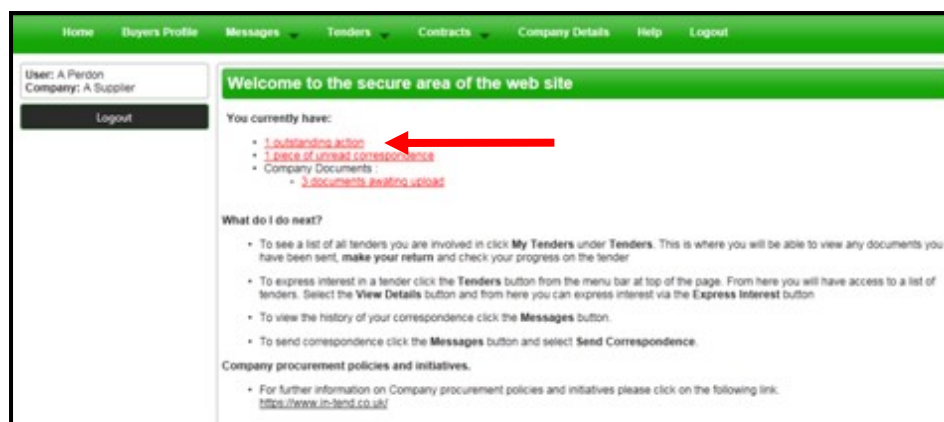 Home Buyers Profile Messages Tenders Contracts Company Details Help Logout
User: A Perdon
Company: A Supplier
Logout
Welcome to the secure area of the web site
You currently have:
• 1 outstanding action
• 1 piece of unread correspondence
• Company Documents :
• 3 documents awaiting upload
What do I do next?
• To see a list of all tenders you are involved in click My Tenders under Tenders. This is where you will be able to view any documents you
have been sent, make your return and check your progress on the tender
• To express interest in a tender click the Tenders button from the menu bar at top of the page. From here you will have access to a list of
tenders. Select the View Details button and from here you can express interest via the Express Interest button
• To view the history of your correspondence click the Messages button.
• To send correspondence click the Messages button and select Send Correspondence.
Company procurement policies and initiatives.
• For further information on Company procurement policies and initiatives please click on the following link.
https://www.in-tend.co.uk/